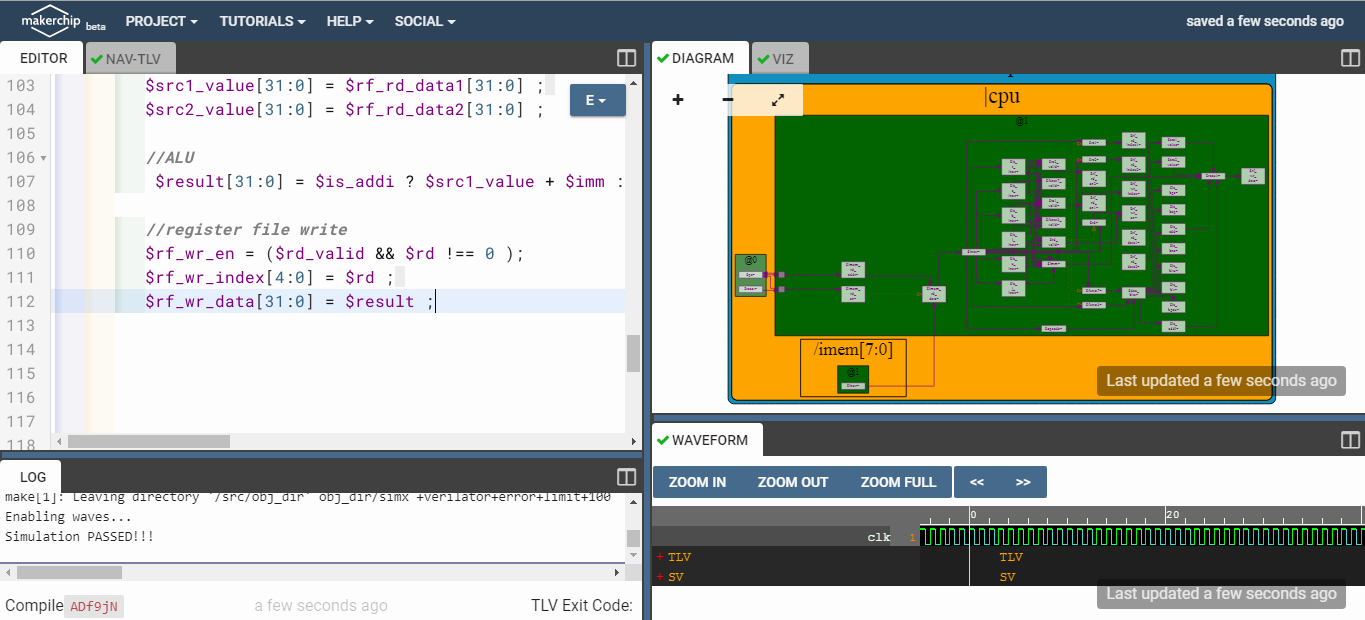 makerchip beta PROJECT TUTORIALS HELP SOCIAL saved a few seconds ago
EDITOR NAV-TLV
103 $src1_value[31:0] = $rf_rd_data1[31:0] ;
104 $src2_value[31:0] = $rf_rd_data2[31:0] ;
105
106 //ALU
107 $result[31:0] = $is_addi ? $src1_value + $imm :
108
109 //register file write
110 $rf_wr_en = ($rd_valid && $rd !== 0 );
111 $rf_wr_index[4:0] = $rd ;
112 $rf_wr_data[31:0] = $result ;
113
114
115
116
117
118
E
LOG
make[1]: Leaving directory '/src/obj_dir' obj_dir/simx +verilator+error+limit+100
Enabling waves...
Simulation PASSED!!!
Compile ADf9jN a few seconds ago TLV Exit Code:
DIAGRAM VIZ
|cpu
@1
@0
/imem[7:0]
@1
Last updated a few seconds ago
WAVEFORM
ZOOM IN ZOOM OUT ZOOM FULL << >>
0 20
clk 1
+ TLV TLV
+ SV SV
Last updated a few seconds ago